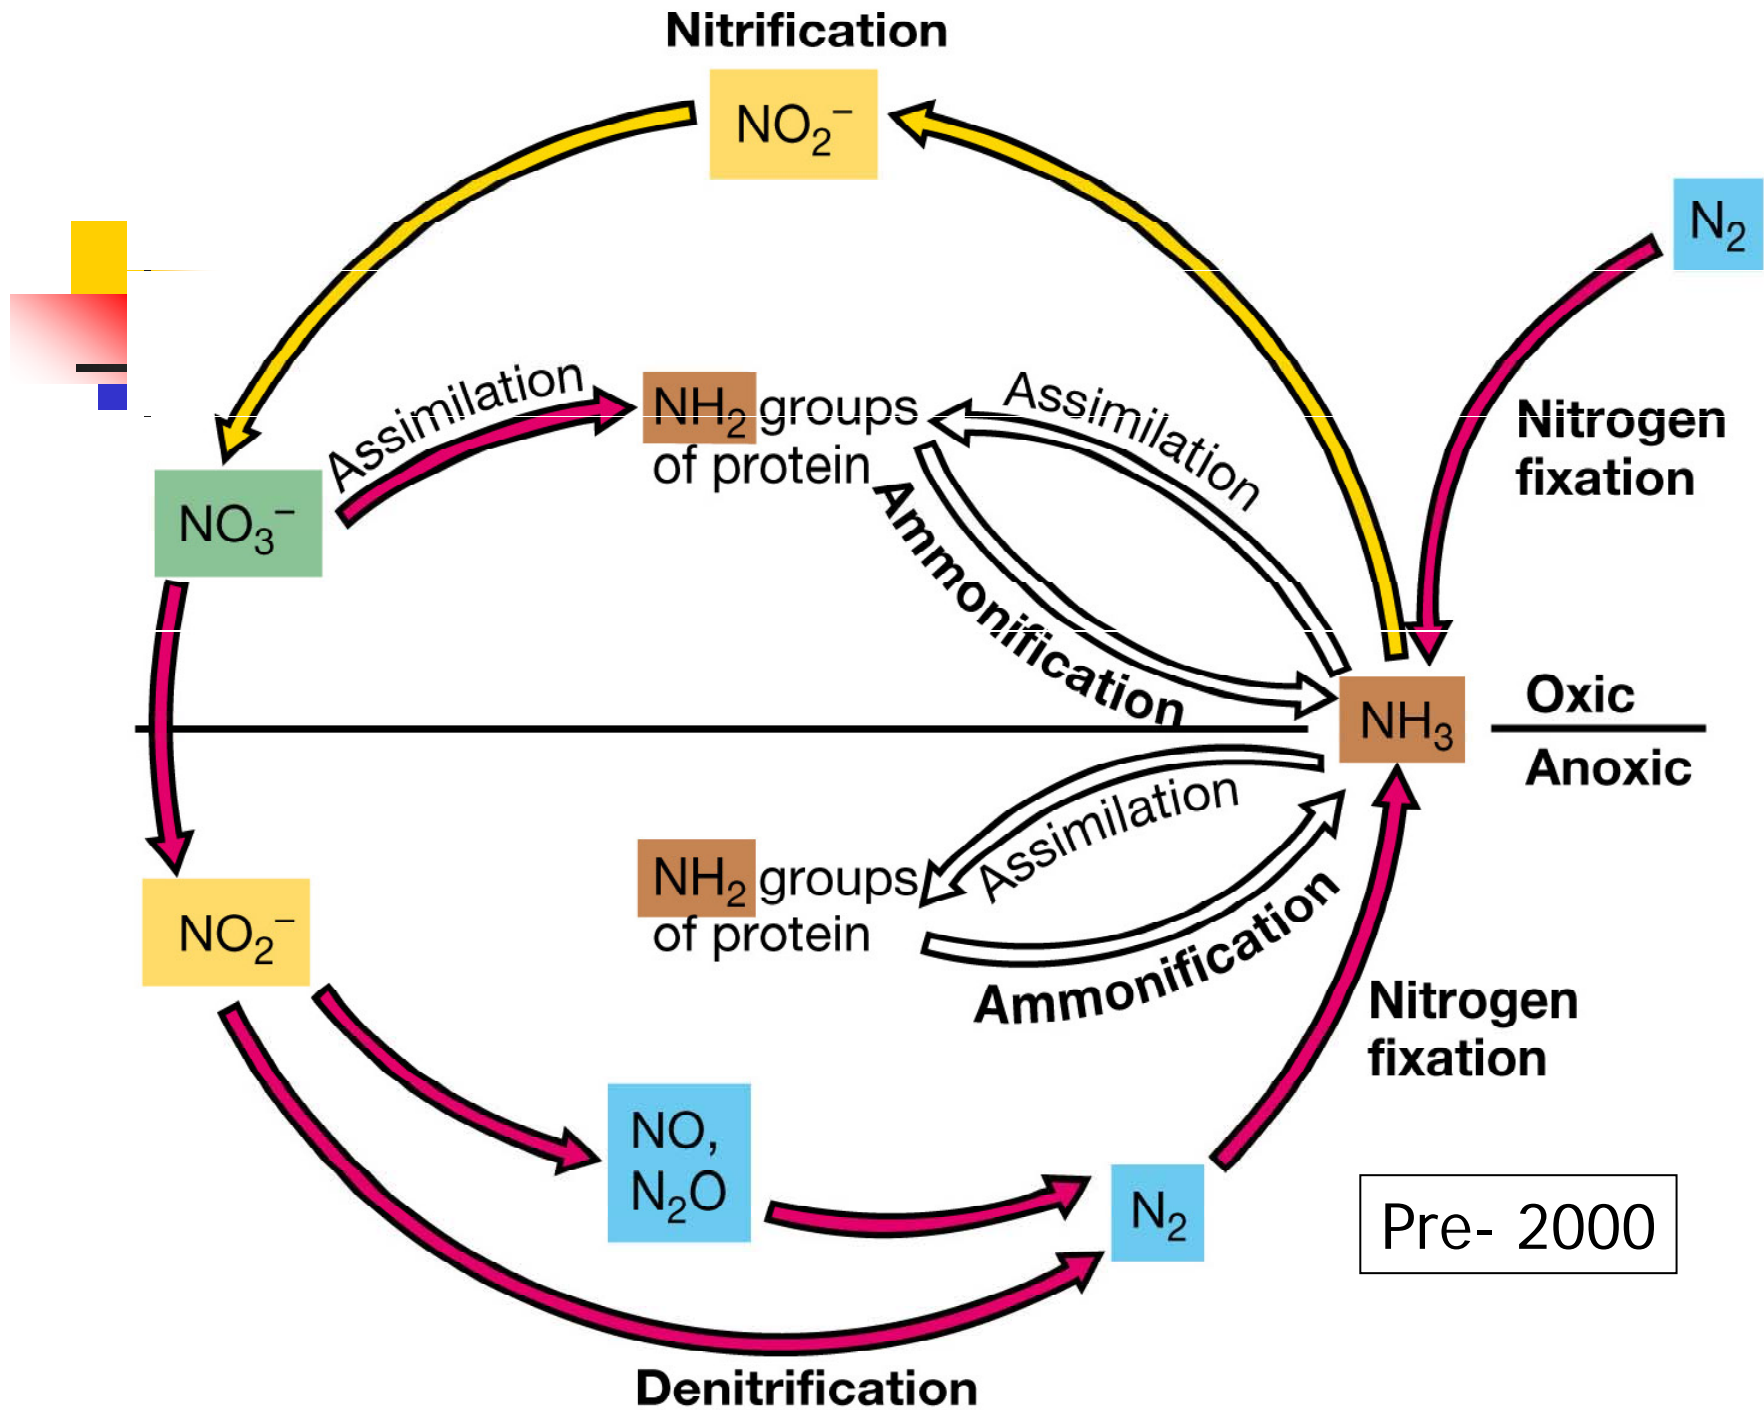 Nitrification
NO₂⁻
N₂
Assimilation
NH₂ groups
of protein
Assimilation
Nitrogen
fixation
NO₃⁻
Ammonification
NH₃
Oxic
Anoxic
Assimilation
NH₂ groups
of protein
Ammonification
NO₂⁻
Nitrogen
fixation
NO,
N₂O
N₂
Pre- 2000
Denitrification